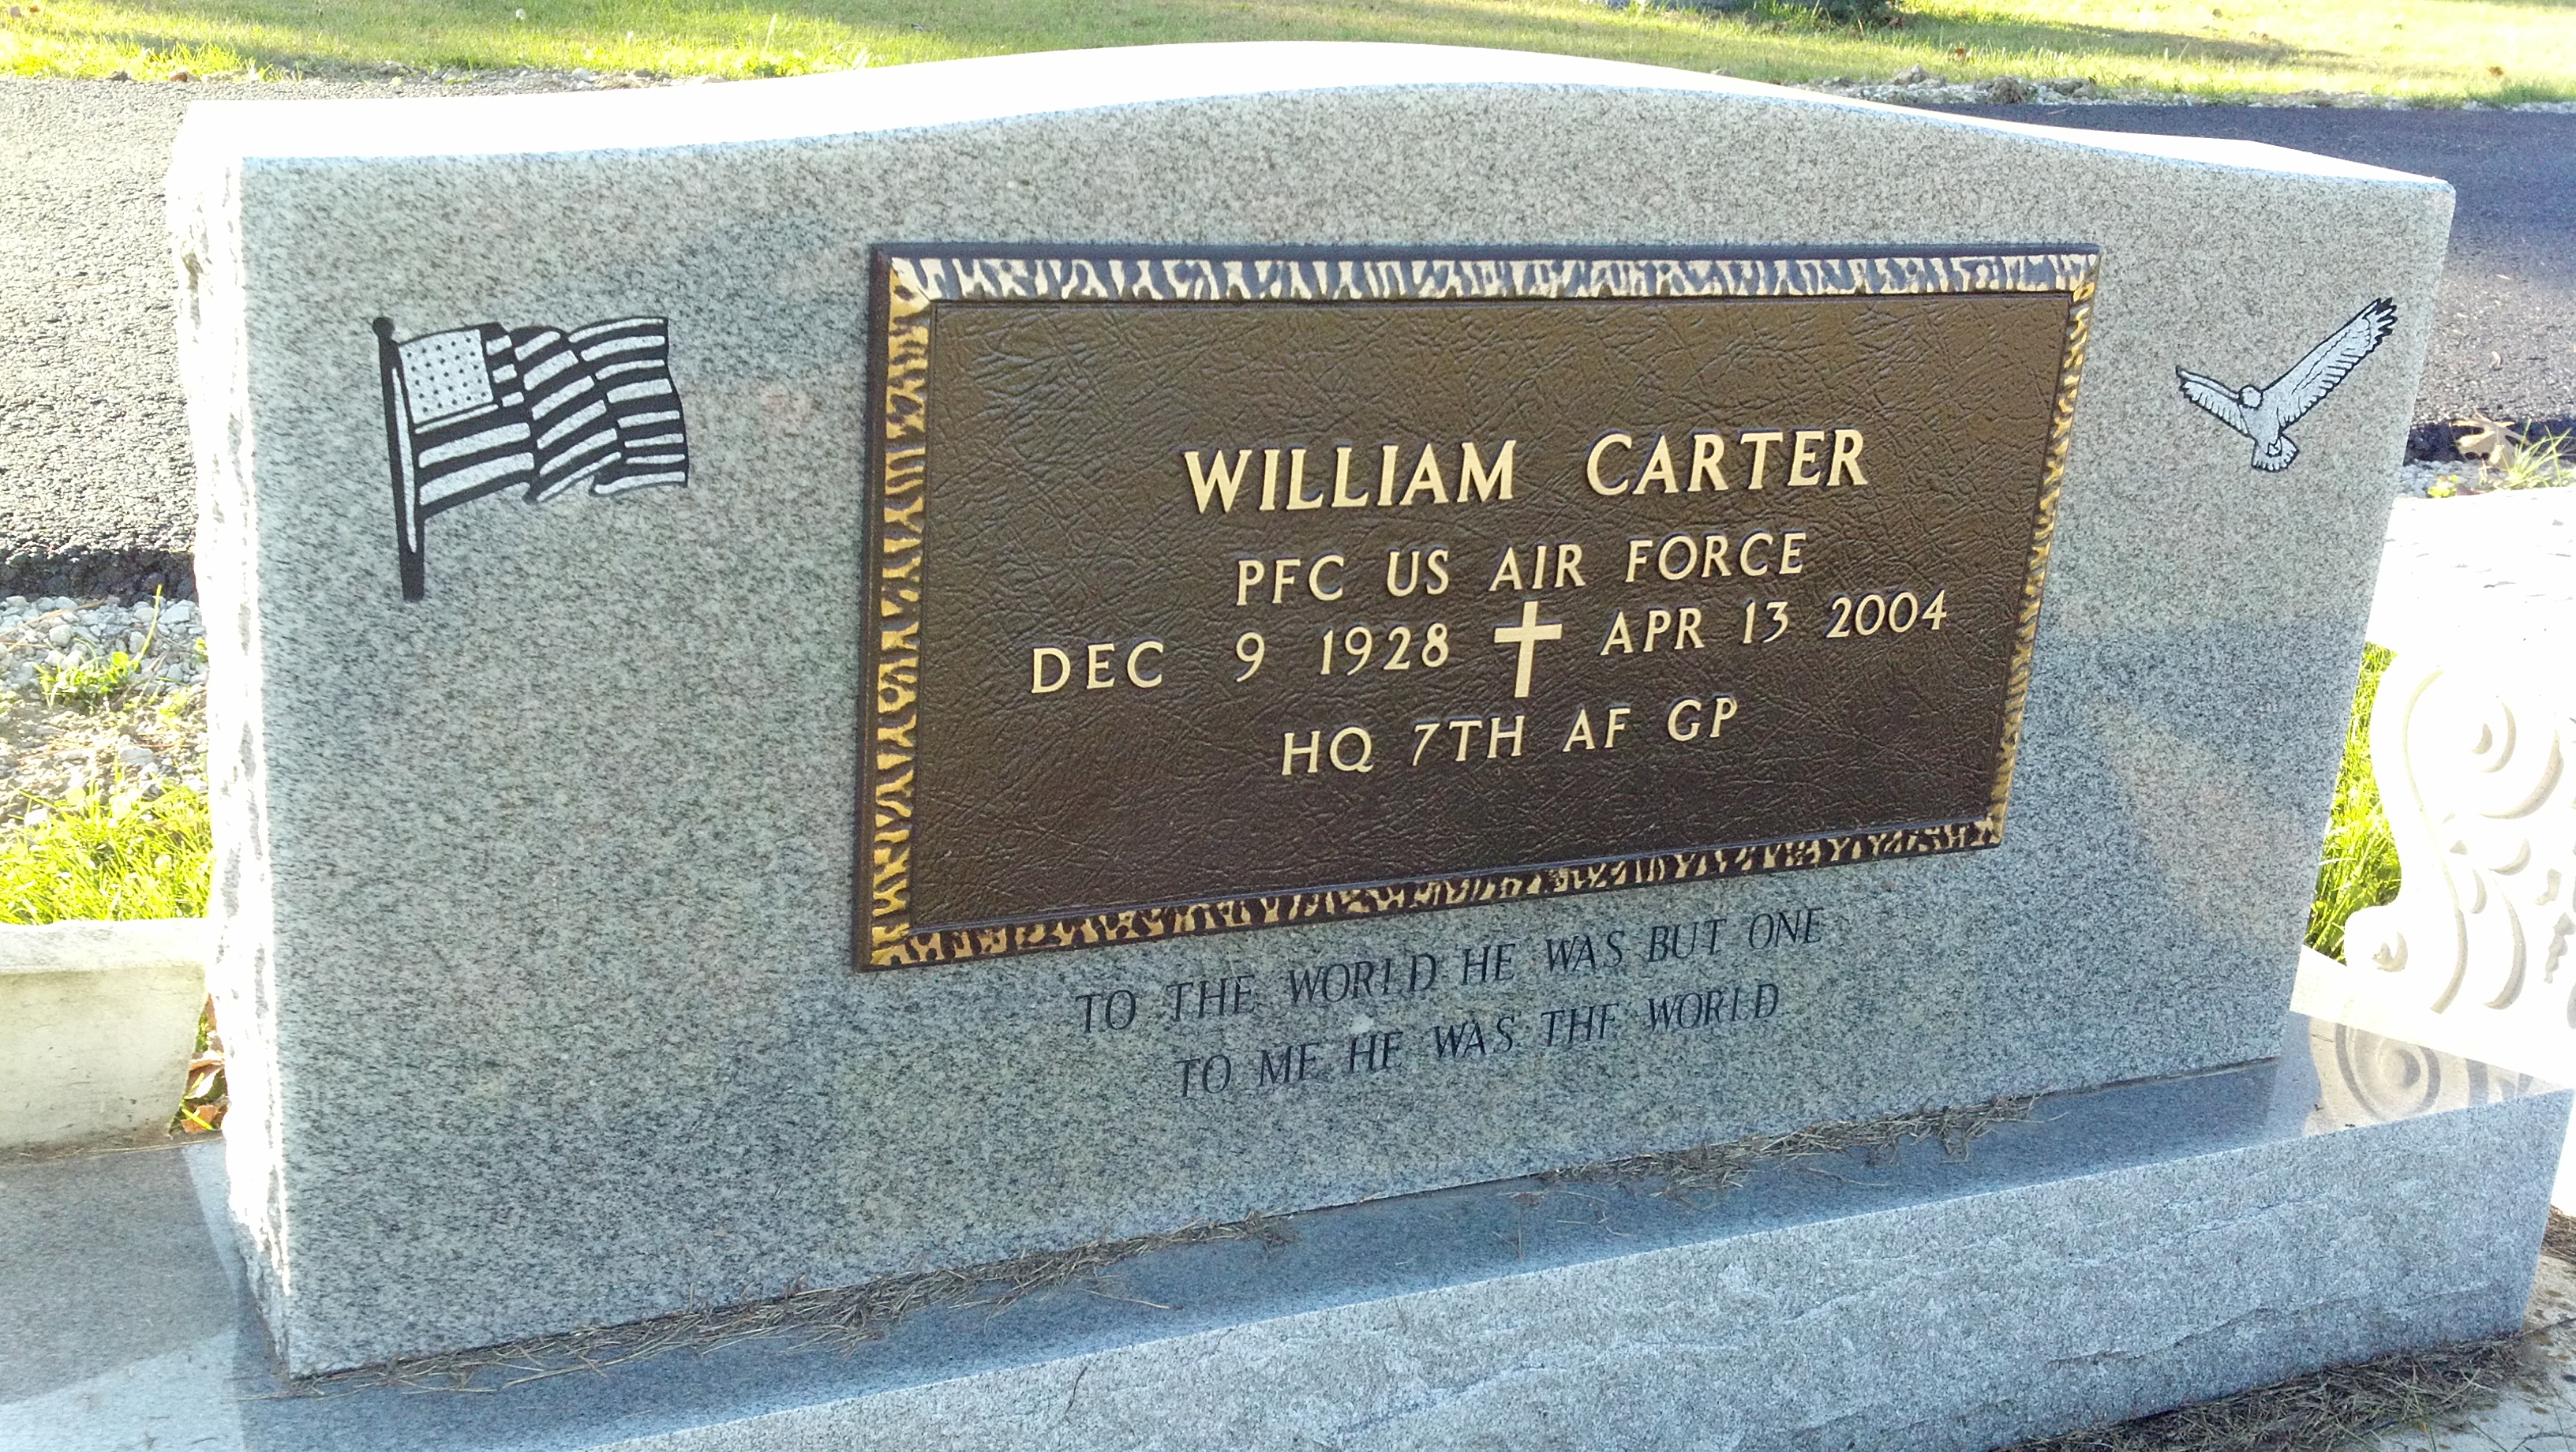 WILLIAM CARTER
PFC US AIR FORCE
DEC 9 1928 APR 13 2004
HQ 7TH AF GP
TO THE WORLD HE WAS BUT ONE
TO ME HE WAS THE WORLD